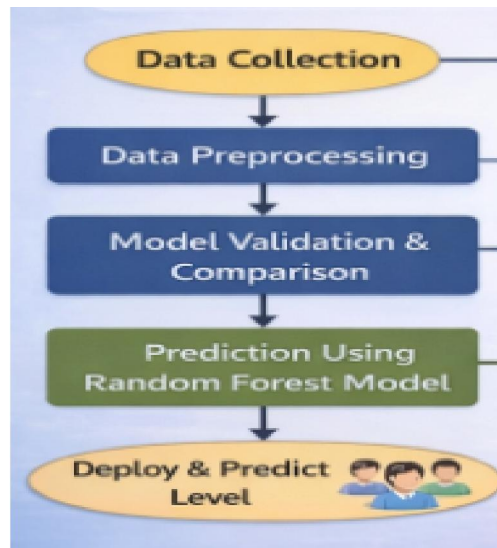 Data Collection
Data Preprocessing
Model Validation &
Comparison
Prediction Using
Random Forest Model
Deploy & Predict
Level